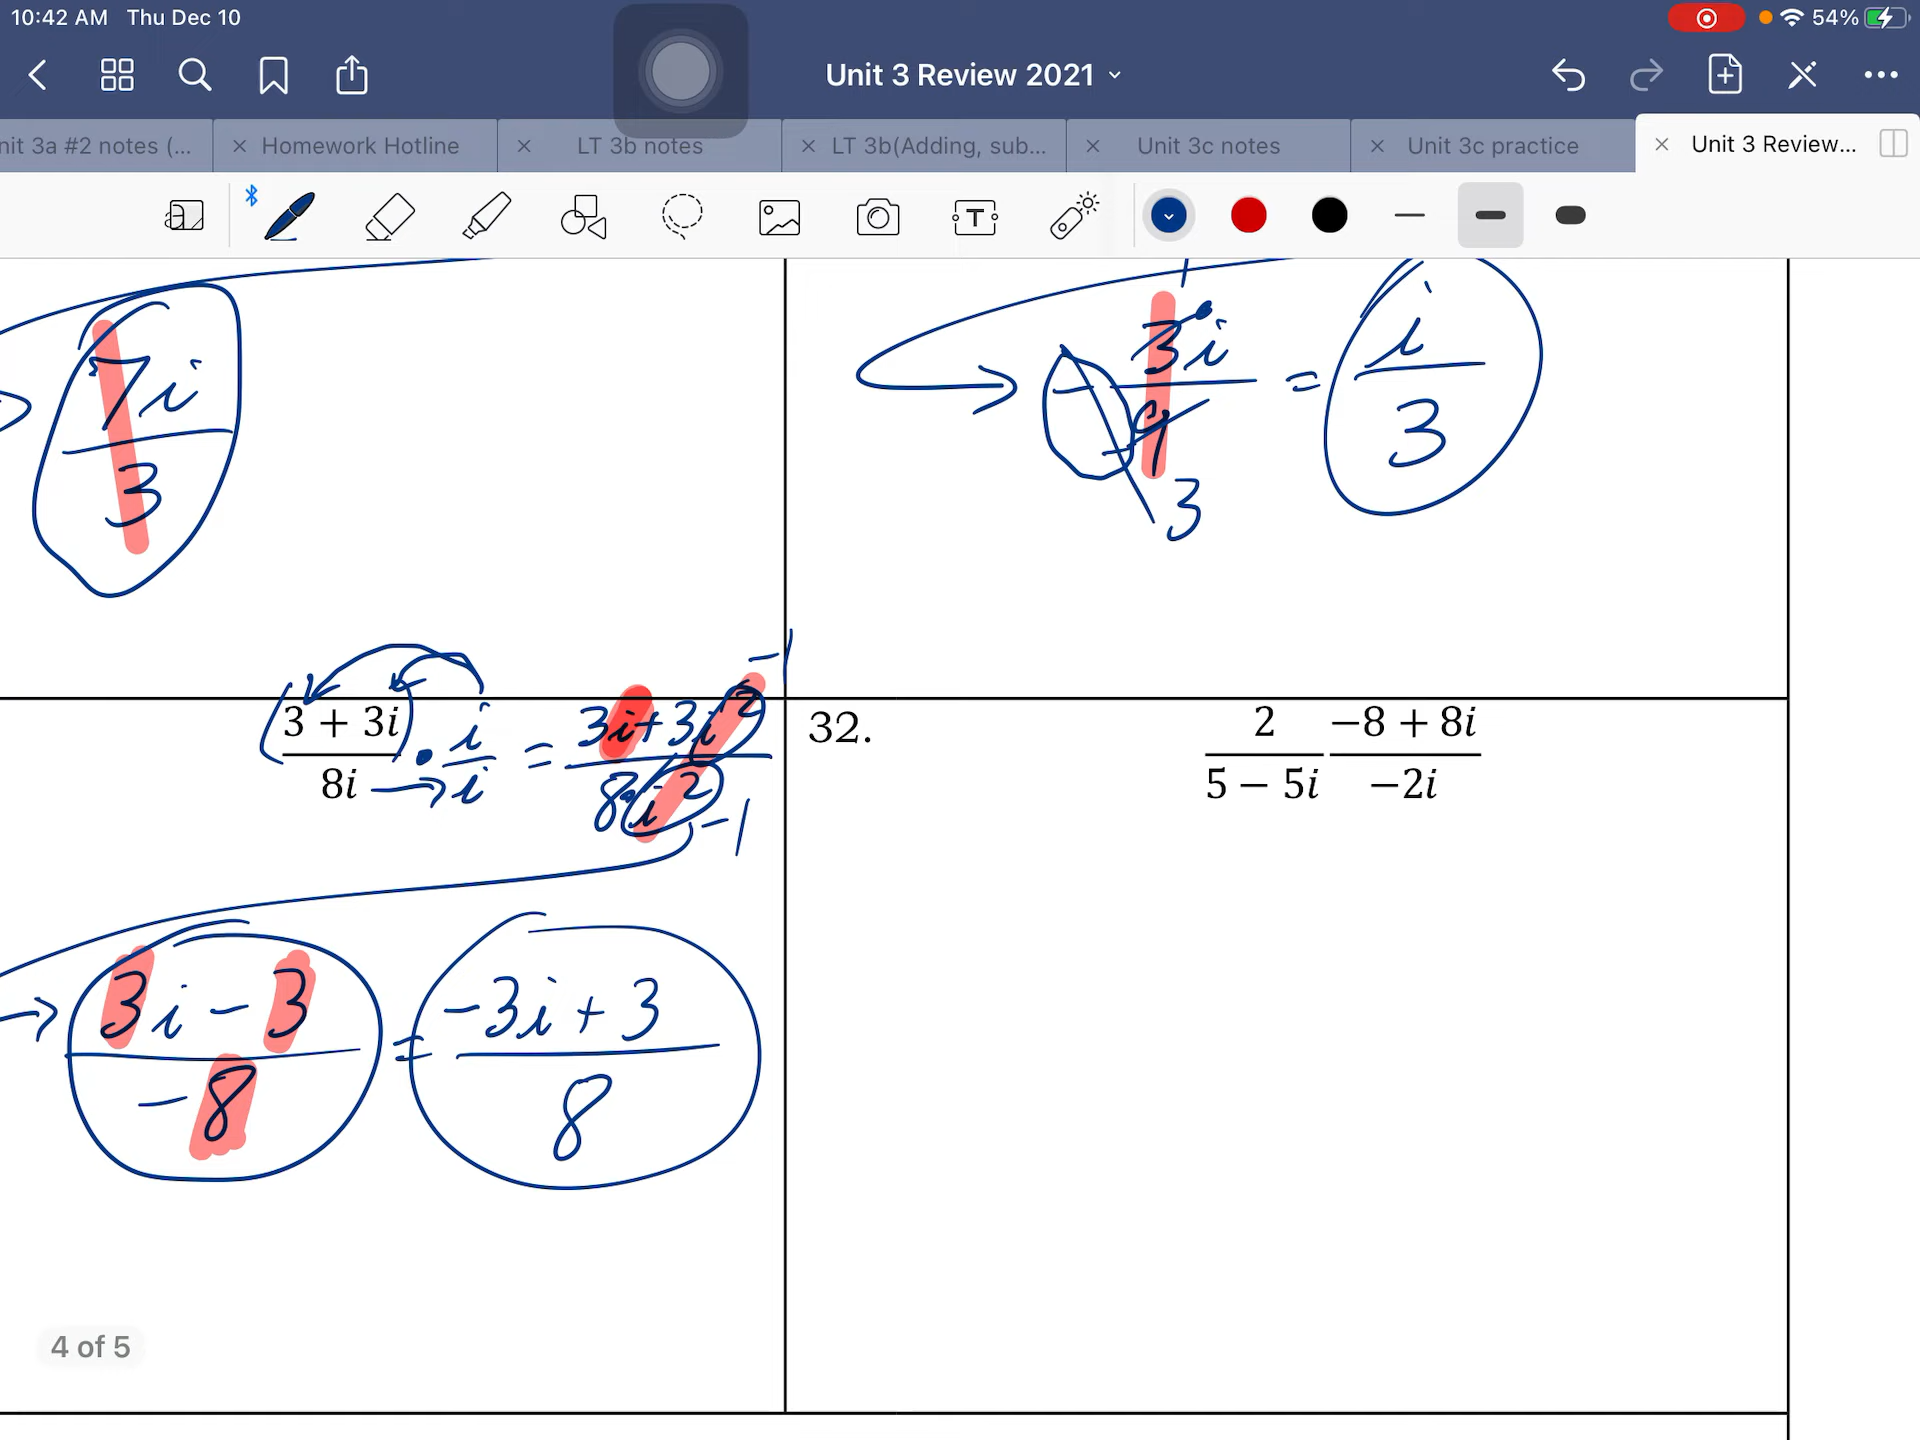 10:42 AM Thu Dec 10
54%
Unit 3 Review 2021
nit 3a #2 notes (...
Homework Hotline
LT 3b notes
LT 3b(Adding, sub...
Unit 3c notes
Unit 3c practice
Unit 3 Review...
7i
3
3i
-9
3
= i
3
3 + 3i
8i
· i
i
= 3i+3i²
8·i²
-1
-1
32.
2
5 − 5i
−8 + 8i
−2i
3i - 3
-8
= -3i + 3
8
4 of 5